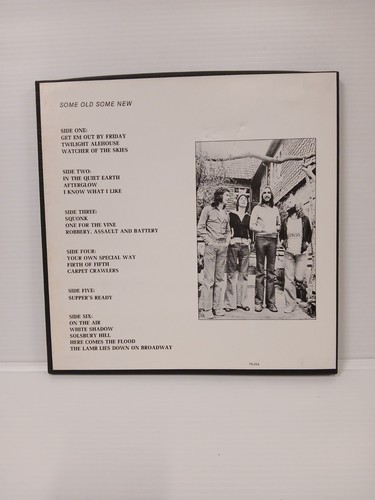 SOME OLD SOME NEW
SIDE ONE:
GET EM OUT BY FRIDAY
TWILIGHT ALEHOUSE
WATCHER OF THE SKIES
SIDE TWO:
IN THE QUIET EARTH
AFTERGLOW
I KNOW WHAT I LIKE
SIDE THREE:
SQUONK
ONE FOR THE VINE
ROBBERY, ASSAULT AND BATTERY
SIDE FOUR:
YOUR OWN SPECIAL WAY
FIRTH OF FIFTH
CARPET CRAWLERS
SIDE FIVE:
SUPPER'S READY
SIDE SIX:
ON THE AIR
WHITE SHADOW
SOLSBURY HILL
HERE COMES THE FLOOD
THE LAMB LIES DOWN ON BROADWAY